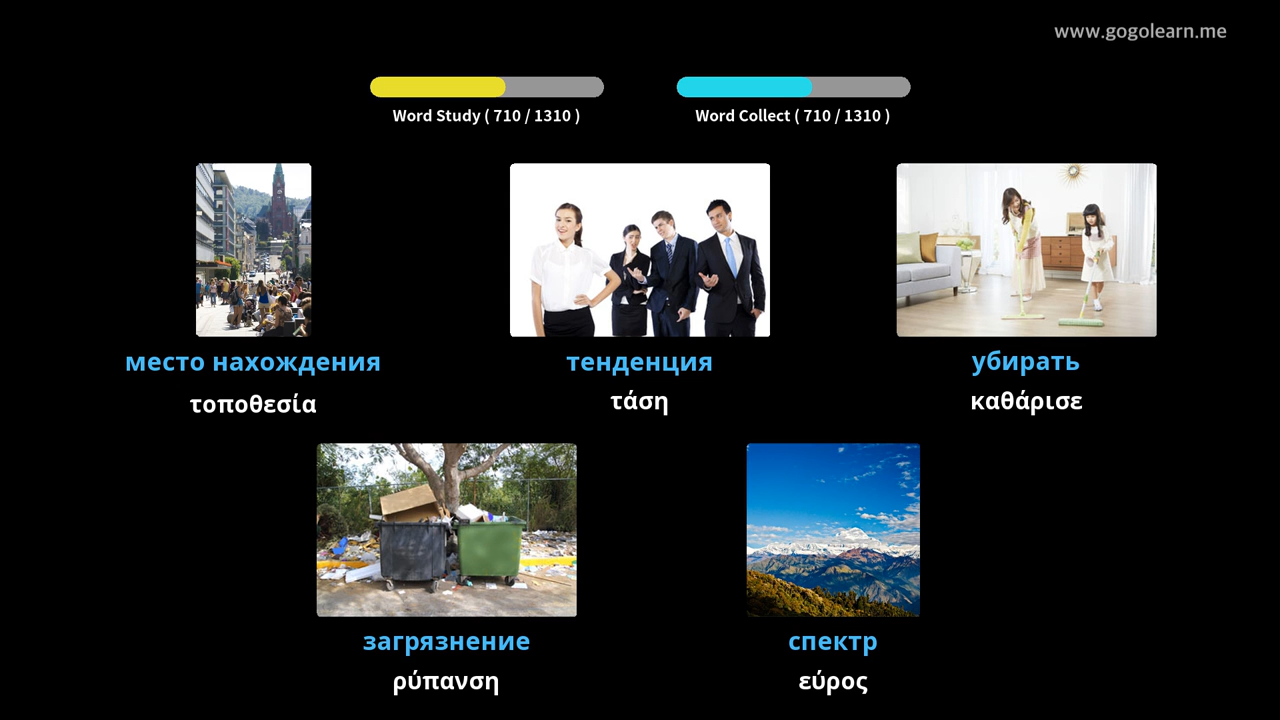 www.gogolearn.me
Word Study ( 710 / 1310 )
Word Collect ( 710 / 1310 )
место нахождения
тенденция
убирать
τοποθεσία
τάση
καθάρισε
загрязнение
спектр
ρύπανση
εύρος